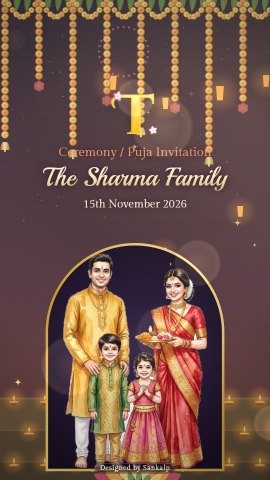 T
Ceremony / Puja Invitation
The Sharma Family
15th November 2026
Designed by Sankalp